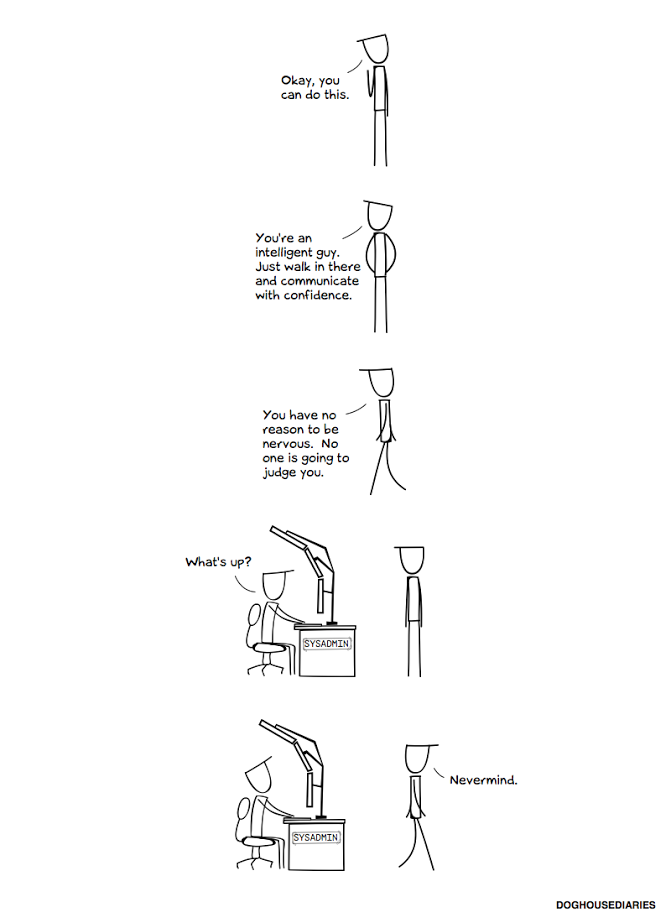 Okay, you
can do this.
You're an
intelligent guy.
Just walk in there
and communicate
with confidence.
You have no
reason to be
nervous. No
one is going to
judge you.
What's up?
SYSADMIN
Nevermind.
SYSADMIN
DOGHOUSEDIARIES